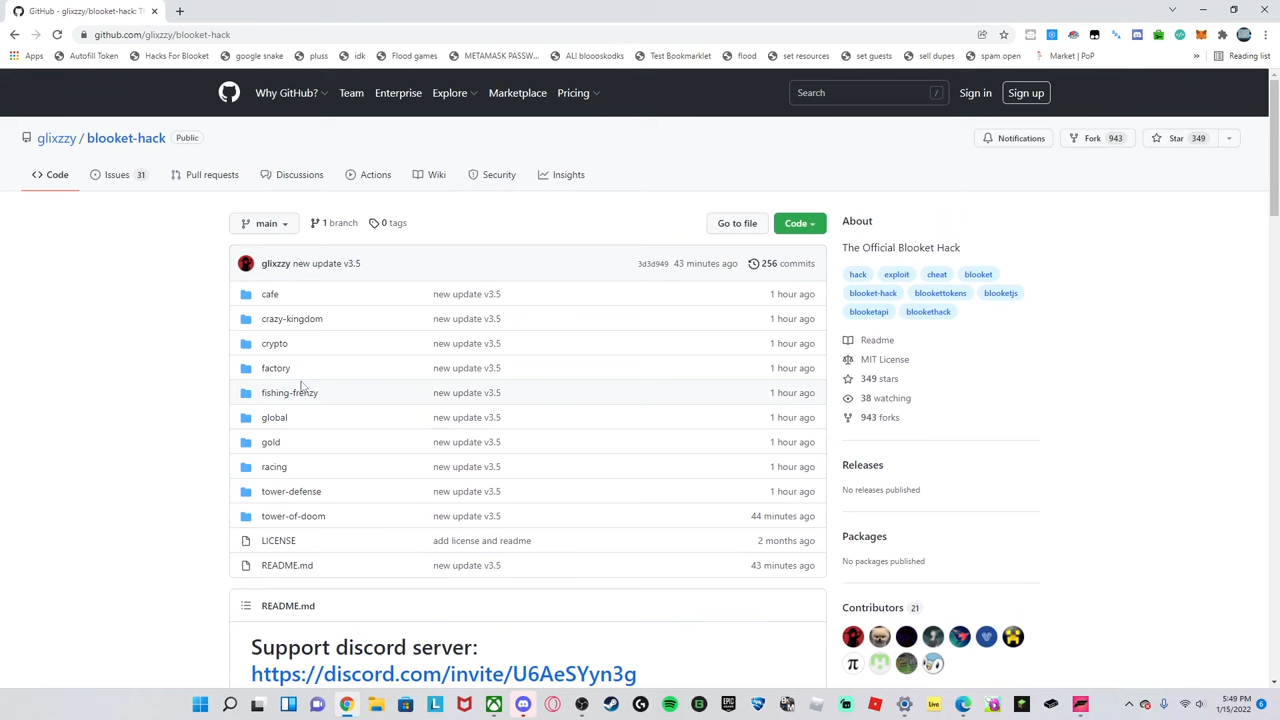 GitHub - glixzzy/blooket-hack: T
github.com/glixzzy/blooket-hack
Apps Autofill Token Hacks For Blooket google snake pluss idk Flood games METAMASK PASSW... ALl bloooskodks Test Bookmarklet flood set resources set guests sell dupes spam open Market | PoP » Reading list
Why GitHub? Team Enterprise Explore Marketplace Pricing Search / Sign in Sign up
glixzzy / blooket-hack Public Notifications Fork 943 Star 349
Code Issues 31 Pull requests Discussions Actions Wiki Security Insights
main 1 branch 0 tags Go to file Code
glixzzy new update v3.5 3d3d949 43 minutes ago 256 commits
cafe new update v3.5 1 hour ago
crazy-kingdom new update v3.5 1 hour ago
crypto new update v3.5 1 hour ago
factory new update v3.5 1 hour ago
fishing-frenzy new update v3.5 1 hour ago
global new update v3.5 1 hour ago
gold new update v3.5 1 hour ago
racing new update v3.5 1 hour ago
tower-defense new update v3.5 1 hour ago
tower-of-doom new update v3.5 44 minutes ago
LICENSE add license and readme 2 months ago
README.md new update v3.5 43 minutes ago
README.md
Support discord server:
https://discord.com/invite/U6AeSYyn3g
About
The Official Blooket Hack
hack exploit cheat blooket
blooket-hack blookettokens blooketjs
blooketapi blookethack
Readme
MIT License
349 stars
38 watching
943 forks
Releases
No releases published
Packages
No packages published
Contributors 21
5:49 PM
1/15/2022